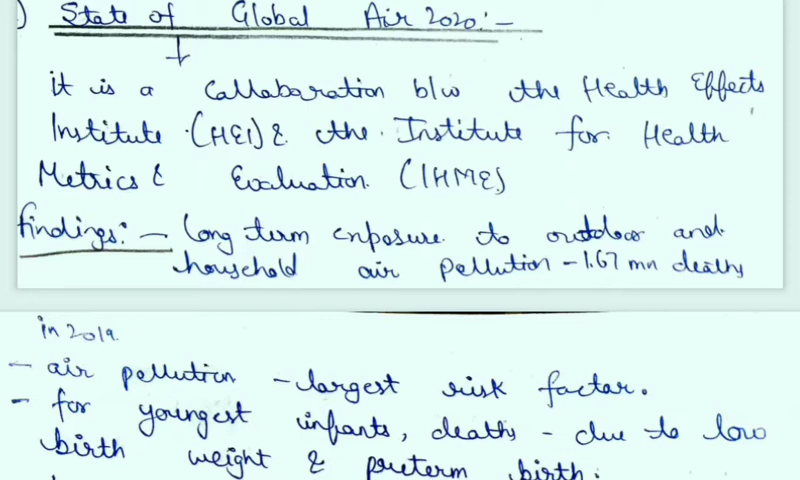 ) State of Global Air 2020:-
it is a Collaboration b/w the Health Effects
Institute (HEI) & the Institute for Health
Metrics & Evaluation (IHME)
findings:- Long term enposure to outdoor and
household air pollution - 1.67 mn deaths
in 2019.
- air pollution - largest risk factor.
- for youngest infants, deaths - due to low
birth weight & preterm birth.